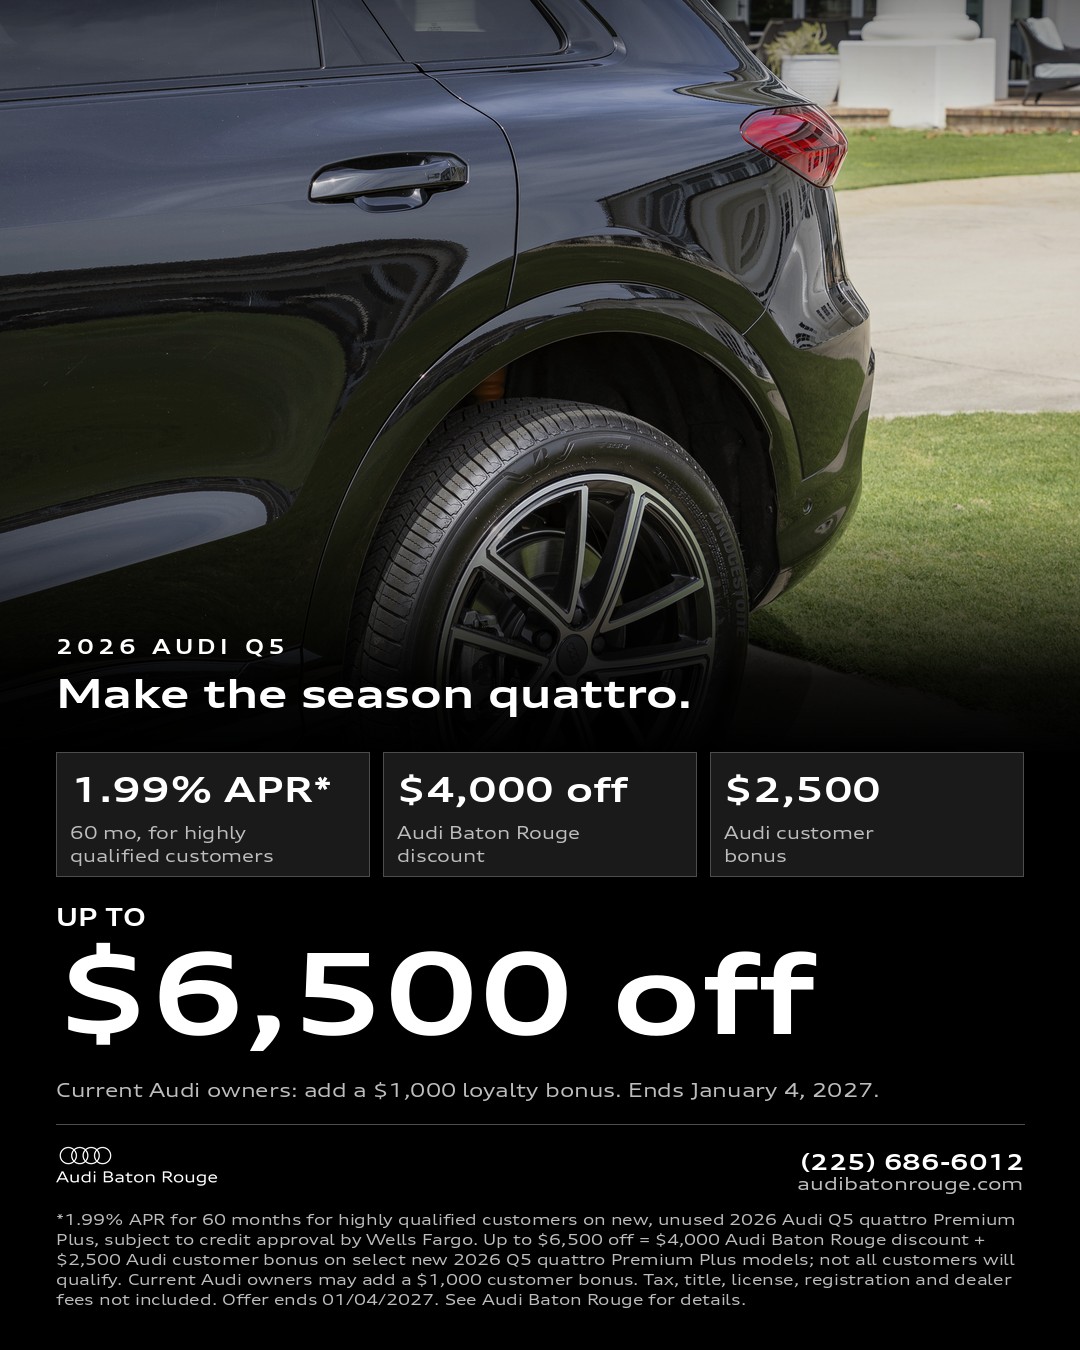 BRIDGESTONE
2026 AUDI Q5
Make the season quattro.
1.99% APR*
60 mo, for highly
qualified customers
$4,000 off
Audi Baton Rouge
discount
$2,500
Audi customer
bonus
UP TO
$6,500 off
Current Audi owners: add a $1,000 loyalty bonus. Ends January 4, 2027.
Audi Baton Rouge
(225) 686-6012
audibatonrouge.com
*1.99% APR for 60 months for highly qualified customers on new, unused 2026 Audi Q5 quattro Premium
Plus, subject to credit approval by Wells Fargo. Up to $6,500 off = $4,000 Audi Baton Rouge discount +
$2,500 Audi customer bonus on select new 2026 Q5 quattro Premium Plus models; not all customers will
qualify. Current Audi owners may add a $1,000 customer bonus. Tax, title, license, registration and dealer
fees not included. Offer ends 01/04/2027. See Audi Baton Rouge for details.